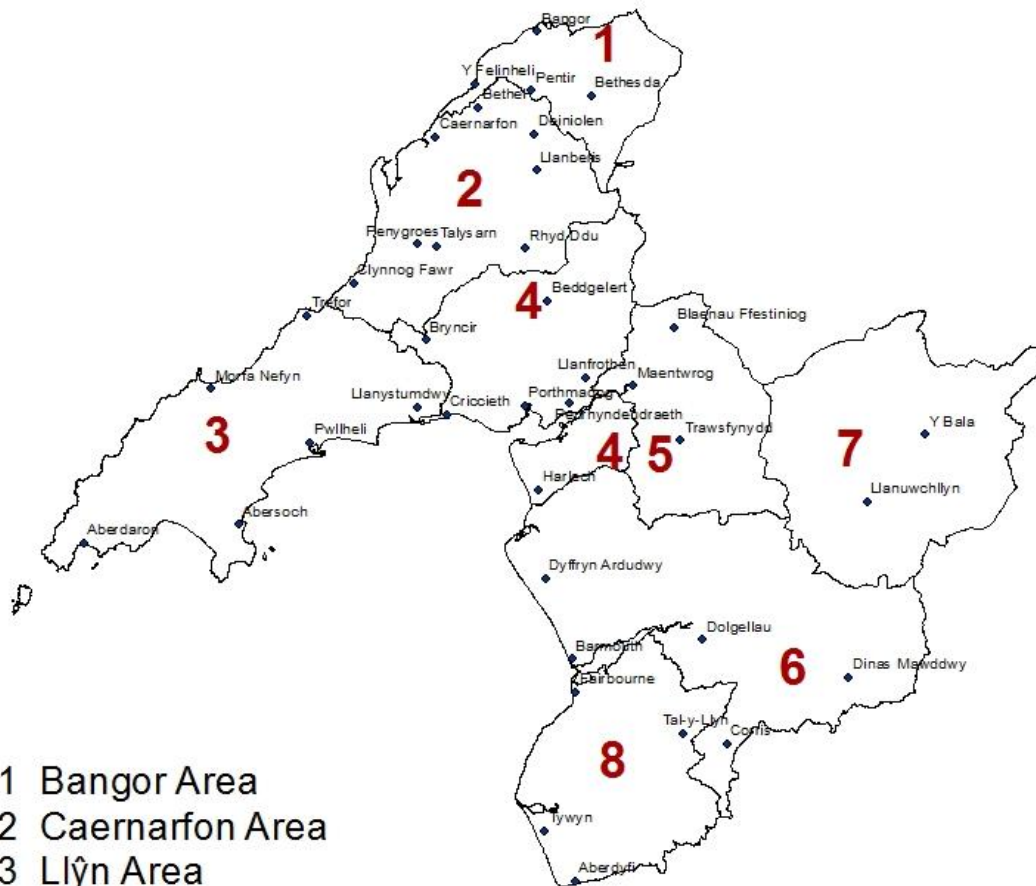 Bangor
1
Y Felinheli
Pentir
Bethesda
Bethel
Caernarfon
Deiniolen
Llanberis
2
Penygroes
Talysarn
Rhyd Ddu
Clynnog Fawr
4
Beddgelert
Trefor
Bryncir
Blaenau Ffestiniog
Llanfrothen
Maentwrog
Morfa Nefyn
Llanystumdwy
Criccieth
Porthmadog
Penrhyndeudraeth
3
Pwllheli
4
5
Trawsfynydd
7
Y Bala
Harlech
Llanuwchllyn
Abersoch
Aberdaron
Dyffryn Ardudwy
Dolgellau
Barmouth
6
Dinas Mawddwy
Fairbourne
Tal-y-Llyn
Corris
8
1 Bangor Area
2 Caernarfon Area
Tywyn
3 Llŷn Area
Aberdyfi